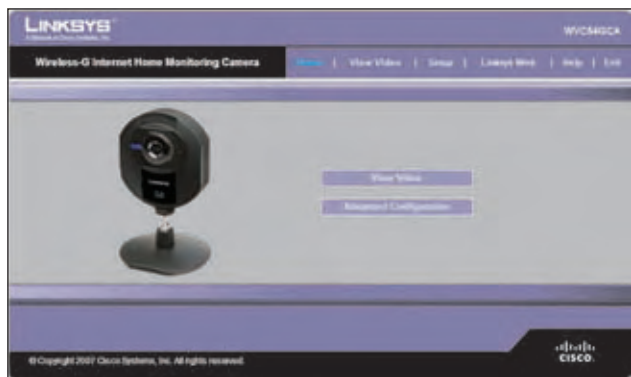 LINKSYS
A Division of Cisco Systems, Inc.
WVC54GCA
Wireless-G Internet Home Monitoring Camera
Home | View Video | Setup | Linksys Web | Help | Exit
View Video
Advanced Configuration
© Copyright 2007 Cisco Systems, Inc. All rights reserved.
CISCO